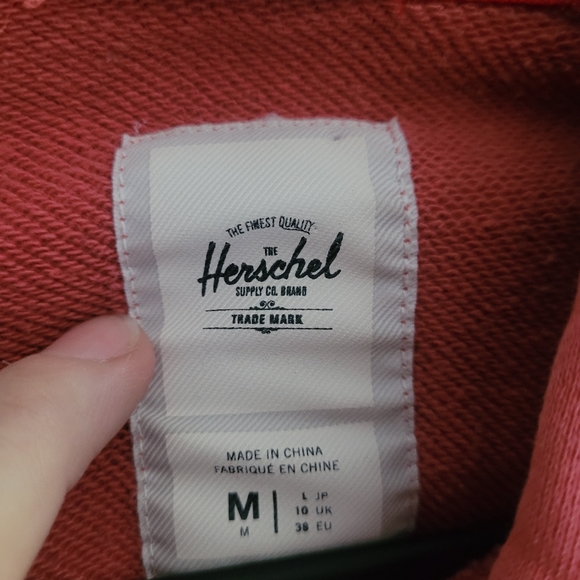 THE FINEST QUALITY
THE
Herschel
SUPPLY CO. BRAND
TRADE MARK
MADE IN CHINA
FABRIQUÉ EN CHINE
M
M
L JP
10 UK
38 EU